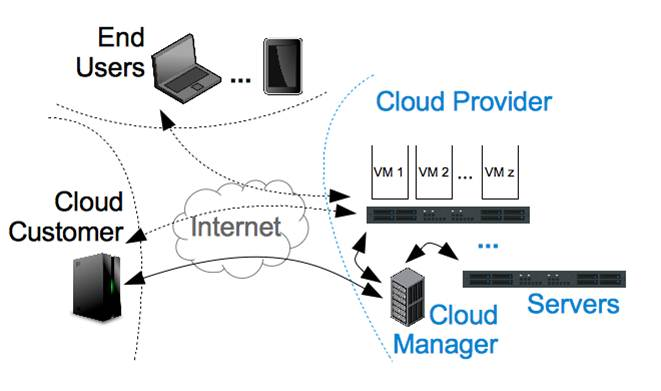 End
Users
...
Cloud Provider
VM 1 VM 2 ... VM z
Cloud
Customer
Internet
...
Servers
Cloud
Manager